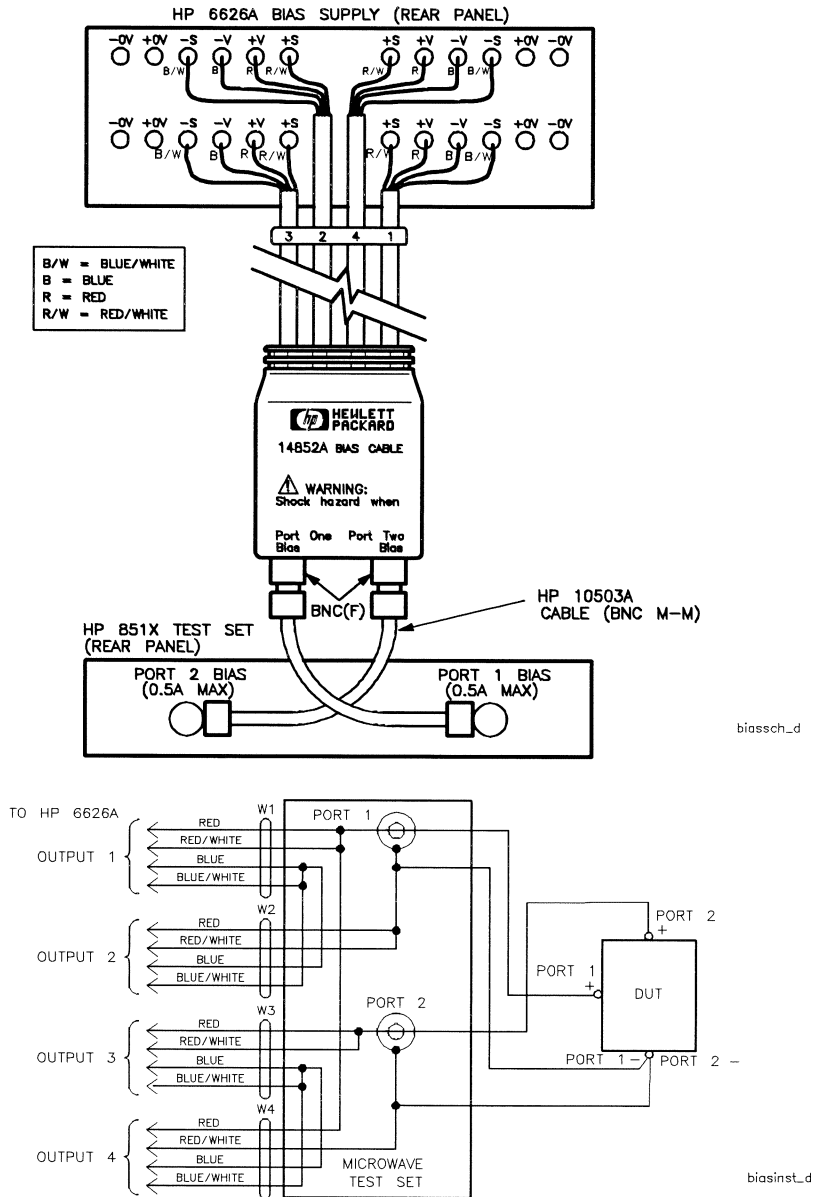 HP 6626A BIAS SUPPLY (REAR PANEL)
-OV +OV -S -V +V +S +S +V -V -S +OV -OV
B/W B R R/W R/W R B B/W
-OV +OV -S -V +V +S +S +V -V -S +OV -OV
B/W B R R/W R/W R B B/W
3 2 4 1
B/W = BLUE/WHITE
B = BLUE
R = RED
R/W = RED/WHITE
hp HEWLETT
PACKARD
14852A BIAS CABLE
WARNING:
Shock hazard when
Port One Port Two
Bias Bias
BNC(F)
HP 10503A
CABLE (BNC M-M)
HP 851X TEST SET
(REAR PANEL)
PORT 2 BIAS
(0.5A MAX)
PORT 1 BIAS
(0.5A MAX)
biassch_d
TO HP 6626A
OUTPUT 1
RED
RED/WHITE
BLUE
BLUE/WHITE
W1
PORT 1
OUTPUT 2
RED
RED/WHITE
BLUE
BLUE/WHITE
W2
OUTPUT 3
RED
RED/WHITE
BLUE
BLUE/WHITE
W3
PORT 2
OUTPUT 4
RED
RED/WHITE
BLUE
BLUE/WHITE
W4
MICROWAVE
TEST SET
PORT 2
+
PORT 1
+
DUT
PORT 1 - PORT 2 -
biasinst_d